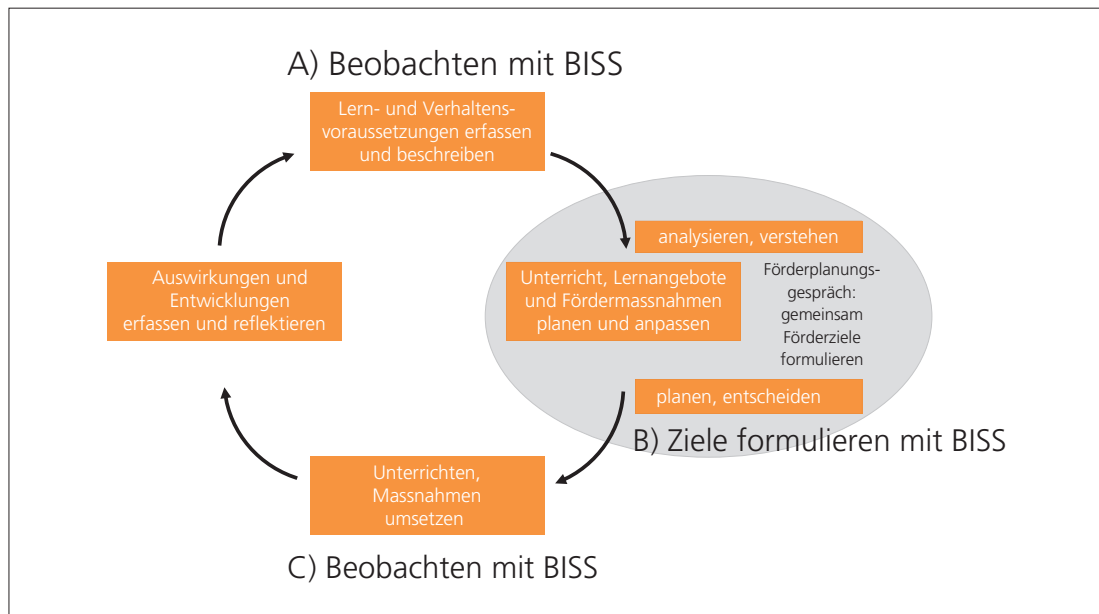 A) Beobachten mit BISS
Lern- und Verhaltens-
voraussetzungen erfassen
und beschreiben
analysieren, verstehen
Unterricht, Lernangebote
und Fördermassnahmen
planen und anpassen
Förderplanungs-
gespräch:
gemeinsam
Förderziele
formulieren
planen, entscheiden
B) Ziele formulieren mit BISS
Unterrichten,
Massnahmen
umsetzen
C) Beobachten mit BISS
Auswirkungen und
Entwicklungen
erfassen und reflektieren